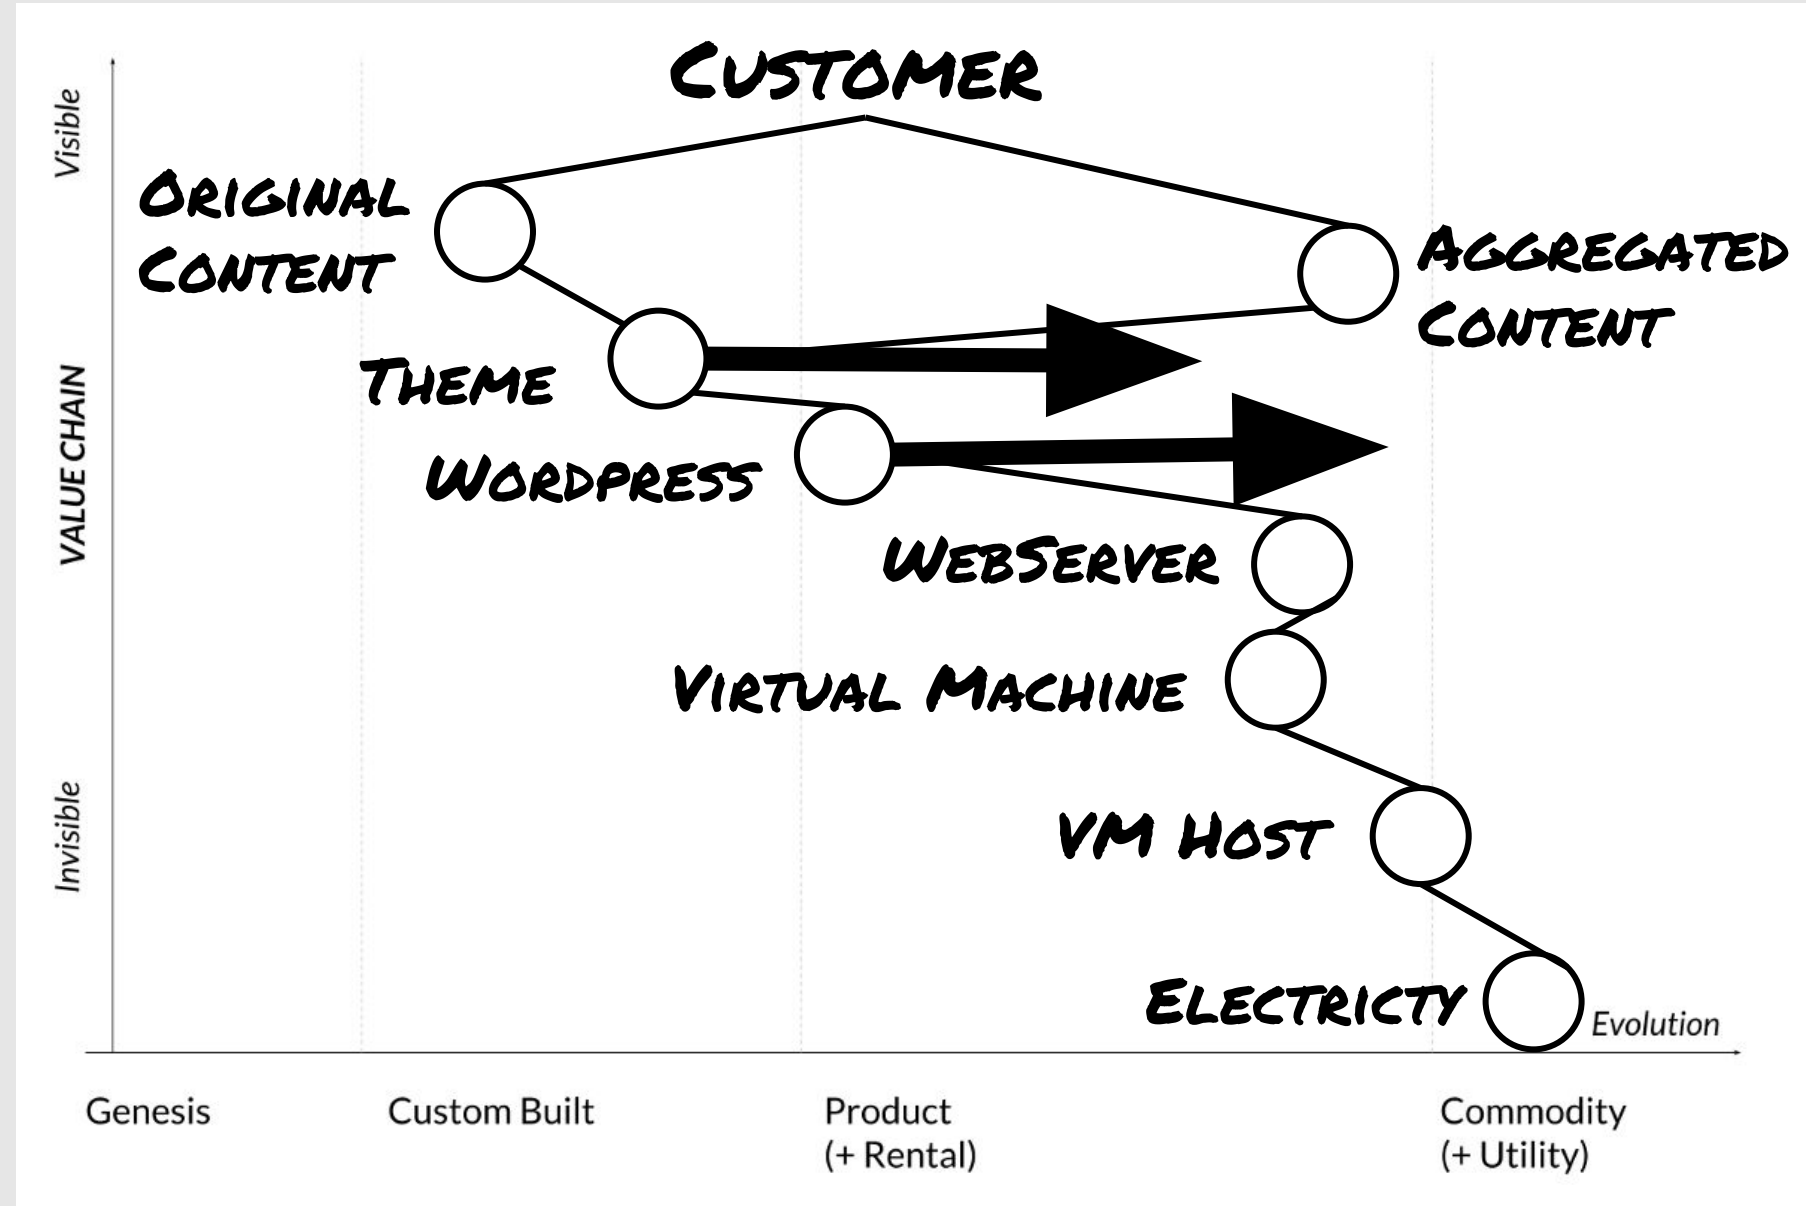 Customer
Visible
Original
Content
Aggregated
Content
Theme
VALUE CHAIN
Wordpress
WebServer
Virtual Machine
Invisible
VM Host
Electricty
Evolution
Genesis
Custom Built
Product
(+ Rental)
Commodity
(+ Utility)